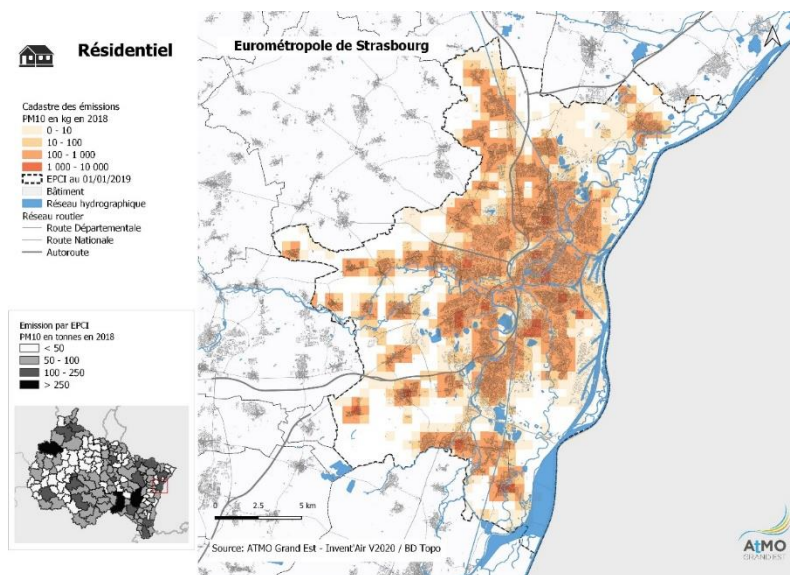 Résidentiel
Eurométropole de Strasbourg
Cadastre des émissions
PM10 en kg en 2018
0 - 10
10 - 100
100 - 1 000
1 000 - 10 000
EPCI au 01/01/2019
Bâtiment
Réseau hydrographique
Réseau routier
Route Départementale
Route Nationale
Autoroute
Emission par EPCI
PM10 en tonnes en 2018
< 50
50 - 100
100 - 250
> 250
0 2.5 5 km
Source: ATMO Grand Est - Invent'Air V2020 / BD Topo
AtMO
GRAND EST